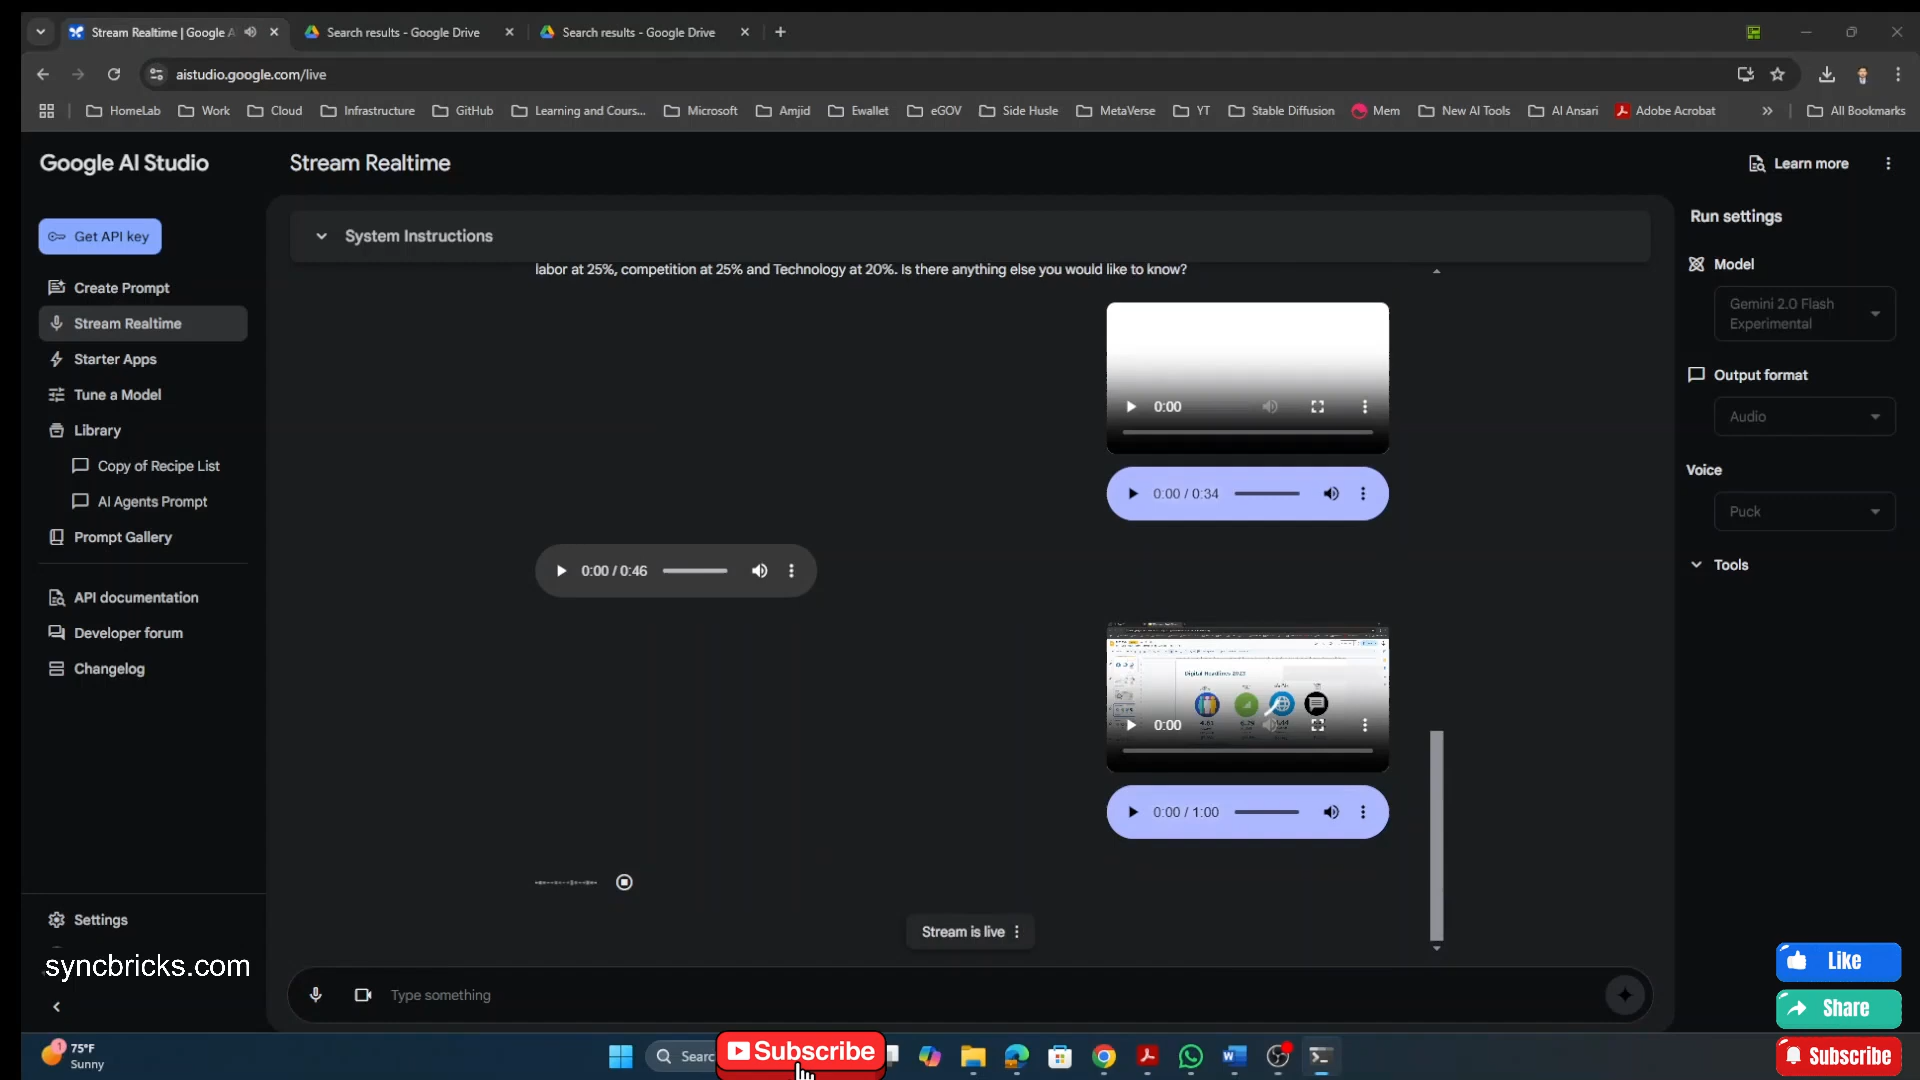 Stream Realtime | Google A
Search results - Google Drive
Search results - Google Drive
aistudio.google.com/live
HomeLab
Work
Cloud
Infrastructure
GitHub
Learning and Cours...
Microsoft
Amjid
Ewallet
eGOV
Side Husle
MetaVerse
YT
Stable Diffusion
Mem
New AI Tools
AI Ansari
Adobe Acrobat
All Bookmarks
Google AI Studio
Stream Realtime
Learn more
Get API key
Create Prompt
Stream Realtime
Starter Apps
Tune a Model
Library
Copy of Recipe List
AI Agents Prompt
Prompt Gallery
API documentation
Developer forum
Changelog
Settings
syncbricks.com
System Instructions
labor at 25%, competition at 25% and Technology at 20%. Is there anything else you would like to know?
0:00
0:00 / 0:34
0:00 / 0:46
Digital Headlines 2023
0:00
0:00 / 1:00
Stream is live
Type something
Run settings
Model
Gemini 2.0 Flash
Experimental
Output format
Audio
Voice
Puck
Tools
Like
Share
Subscribe
1
75°F
Sunny
Searc
Subscribe